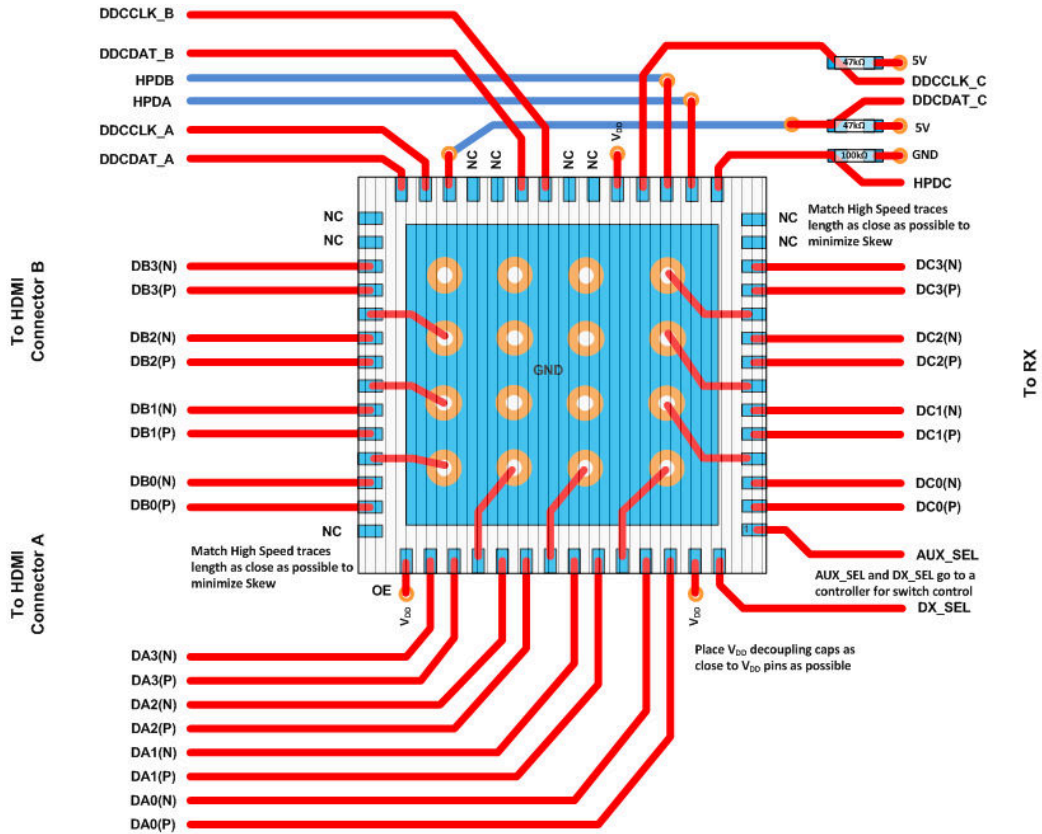 DDCCLK_B
DDCDAT_B
HPDB
HPDA
DDCCLK_A
DDCDAT_A
47kΩ
5V
DDCCLK_C
DDCDAT_C
47kΩ
5V
100kΩ
GND
HPDC
NC
NC
NC
NC
VDD
NC
NC
To HDMI
Connector B
DB3(N)
DB3(P)
DB2(N)
DB2(P)
DB1(N)
DB1(P)
DB0(N)
DB0(P)
NC
To HDMI
Connector A
GND
NC
NC
Match High Speed traces
length as close as possible to
minimize Skew
DC3(N)
DC3(P)
DC2(N)
DC2(P)
DC1(N)
DC1(P)
DC0(N)
DC0(P)
To RX
1
AUX_SEL
AUX_SEL and DX_SEL go to a
controller for switch control
DX_SEL
Match High Speed traces
length as close as possible to
minimize Skew
OE
VDD
VDD
Place VDD decoupling caps as
close to VDD pins as possible
DA3(N)
DA3(P)
DA2(N)
DA2(P)
DA1(N)
DA1(P)
DA0(N)
DA0(P)